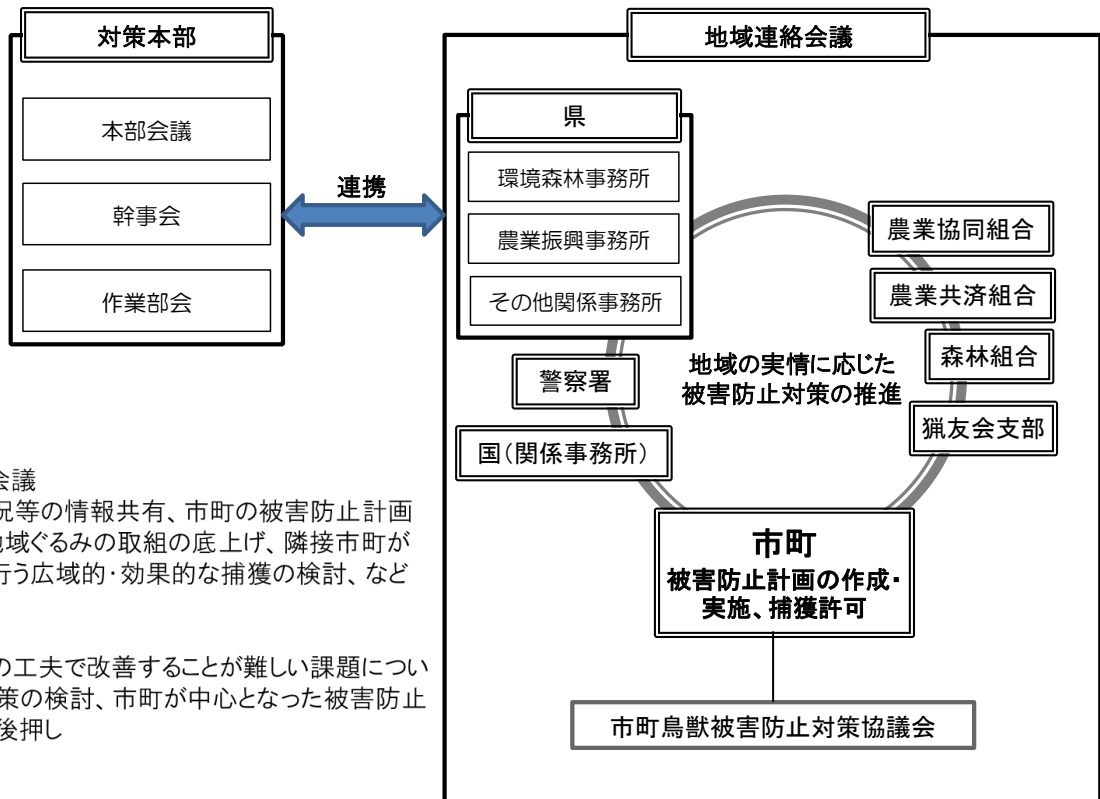 対策本部
本部会議
幹事会
作業部会
連携
地域連絡会議
県
環境森林事務所
農業振興事務所
その他関係事務所
警察署
国(関係事務所)
農業協同組合
農業共済組合
森林組合
猟友会支部
地域の実情に応じた
被害防止対策の推進
市町
被害防止計画の作成・
実施、捕獲許可
市町鳥獣被害防止対策協議会
会議
況等の情報共有、市町の被害防止計画
地域ぐるみの取組の底上げ、隣接市町が
行う広域的・効果的な捕獲の検討、など
の工夫で改善することが難しい課題につい
策の検討、市町が中心となった被害防止
後押し